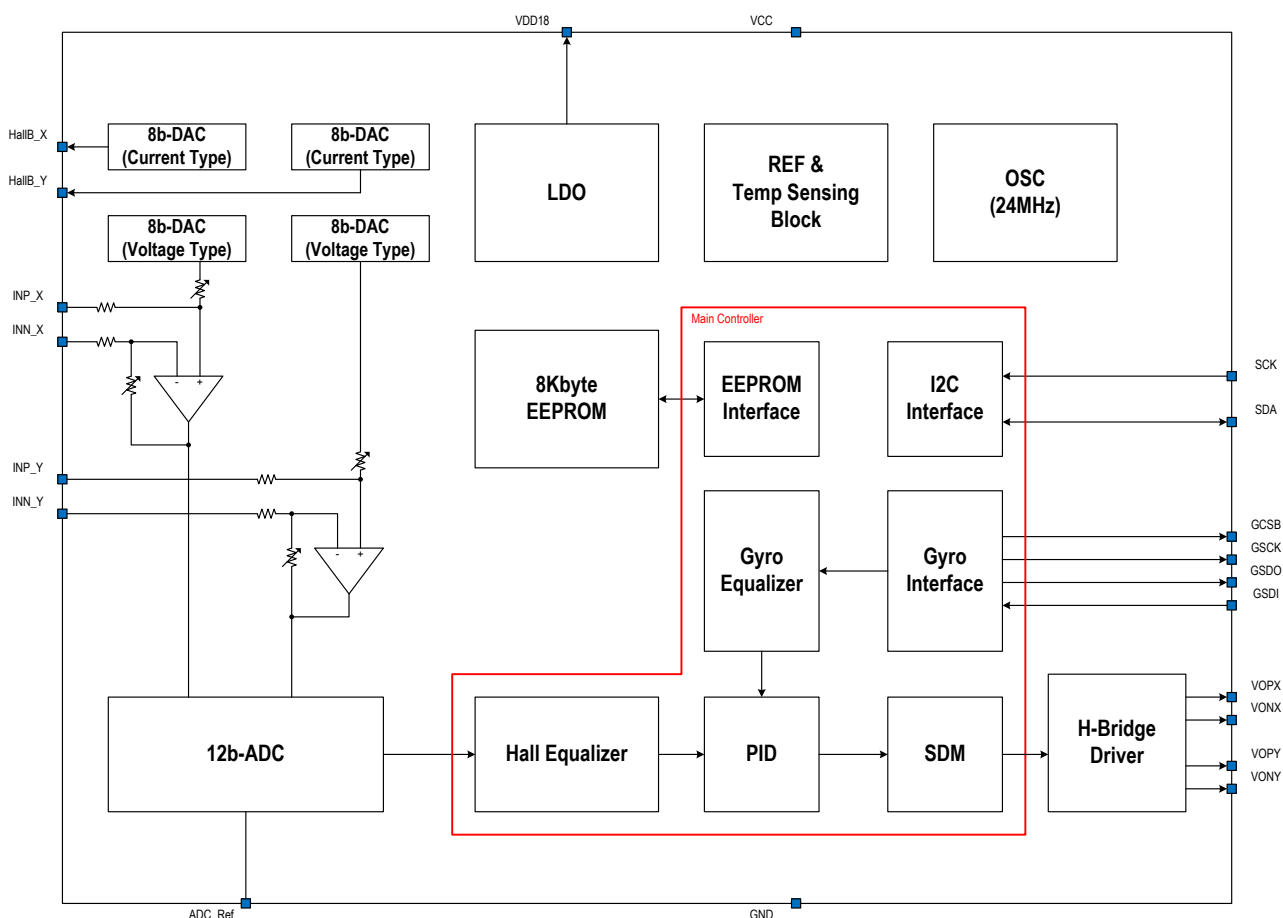 VDD18
VCC
HallB_X
HallB_Y
8b-DAC
(Current Type)
8b-DAC
(Current Type)
8b-DAC
(Voltage Type)
8b-DAC
(Voltage Type)
LDO
REF &
Temp Sensing
Block
OSC
(24MHz)
INP_X
INN_X
- +
INP_Y
INN_Y
- +
Main Controller
8Kbyte
EEPROM
EEPROM
Interface
I2C
Interface
SCK
SDA
Gyro
Equalizer
Gyro
Interface
GCSB
GSCK
GSDO
GSDI
12b-ADC
Hall Equalizer
PID
SDM
H-Bridge
Driver
VOPX
VONX
VOPY
VONY
ADC_Ref
GND